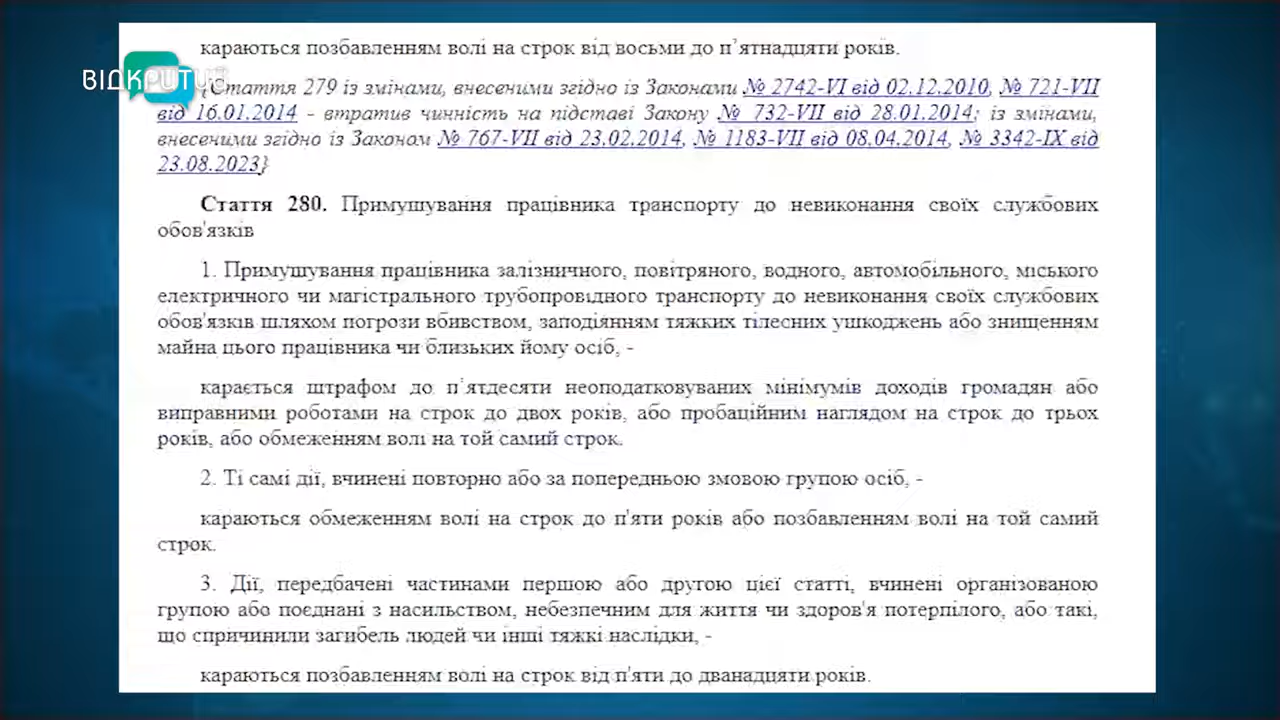 караються позбавленням волі на строк від восьми до п’ятнадцяти років.
ВІДКРИТИЙ
{Стаття 279 із змінами, внесеними згідно із Законами № 2742-VI від 02.12.2010, № 721-VII
від 16.01.2014 - втратив чинність на підставі Закону № 732-VII від 28.01.2014; із змінами,
внесеними згідно із Законом № 767-VII від 23.02.2014, № 1183-VII від 08.04.2014, № 3342-IX від
23.08.2023}
Стаття 280. Примушування працівника транспорту до невиконання своїх службових
обов'язків
1. Примушування працівника залізничного, повітряного, водного, автомобільного, міського
електричного чи магістрального трубопровідного транспорту до невиконання своїх службових
обов'язків шляхом погрози вбивством, заподіянням тяжких тілесних ушкоджень або знищенням
майна цього працівника чи близьких йому осіб, -
карається штрафом до п’ятдесяти неоподатковуваних мінімумів доходів громадян або
виправними роботами на строк до двох років, або пробаційним наглядом на строк до трьох
років, або обмеженням волі на той самий строк.
2. Ті самі дії, вчинені повторно або за попередньою змовою групою осіб, -
караються обмеженням волі на строк до п'яти років або позбавленням волі на той самий
строк.
3. Дії, передбачені частинами першою або другою цієї статті, вчинені організованою
групою або поєднані з насильством, небезпечним для життя чи здоров'я потерпілого, або такі,
що спричинили загибель людей чи інші тяжкі наслідки, -
караються позбавленням волі на строк від п'яти до дванадцяти років.